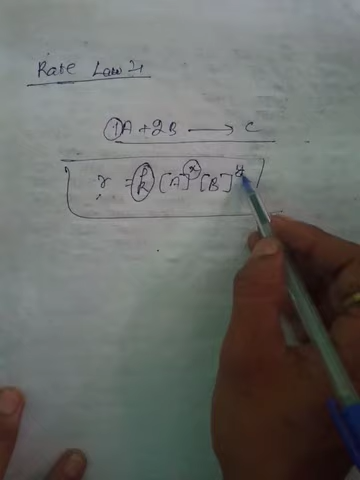 Rate Law :-
1A + 2B → C
r = k [A]^x [B]^y